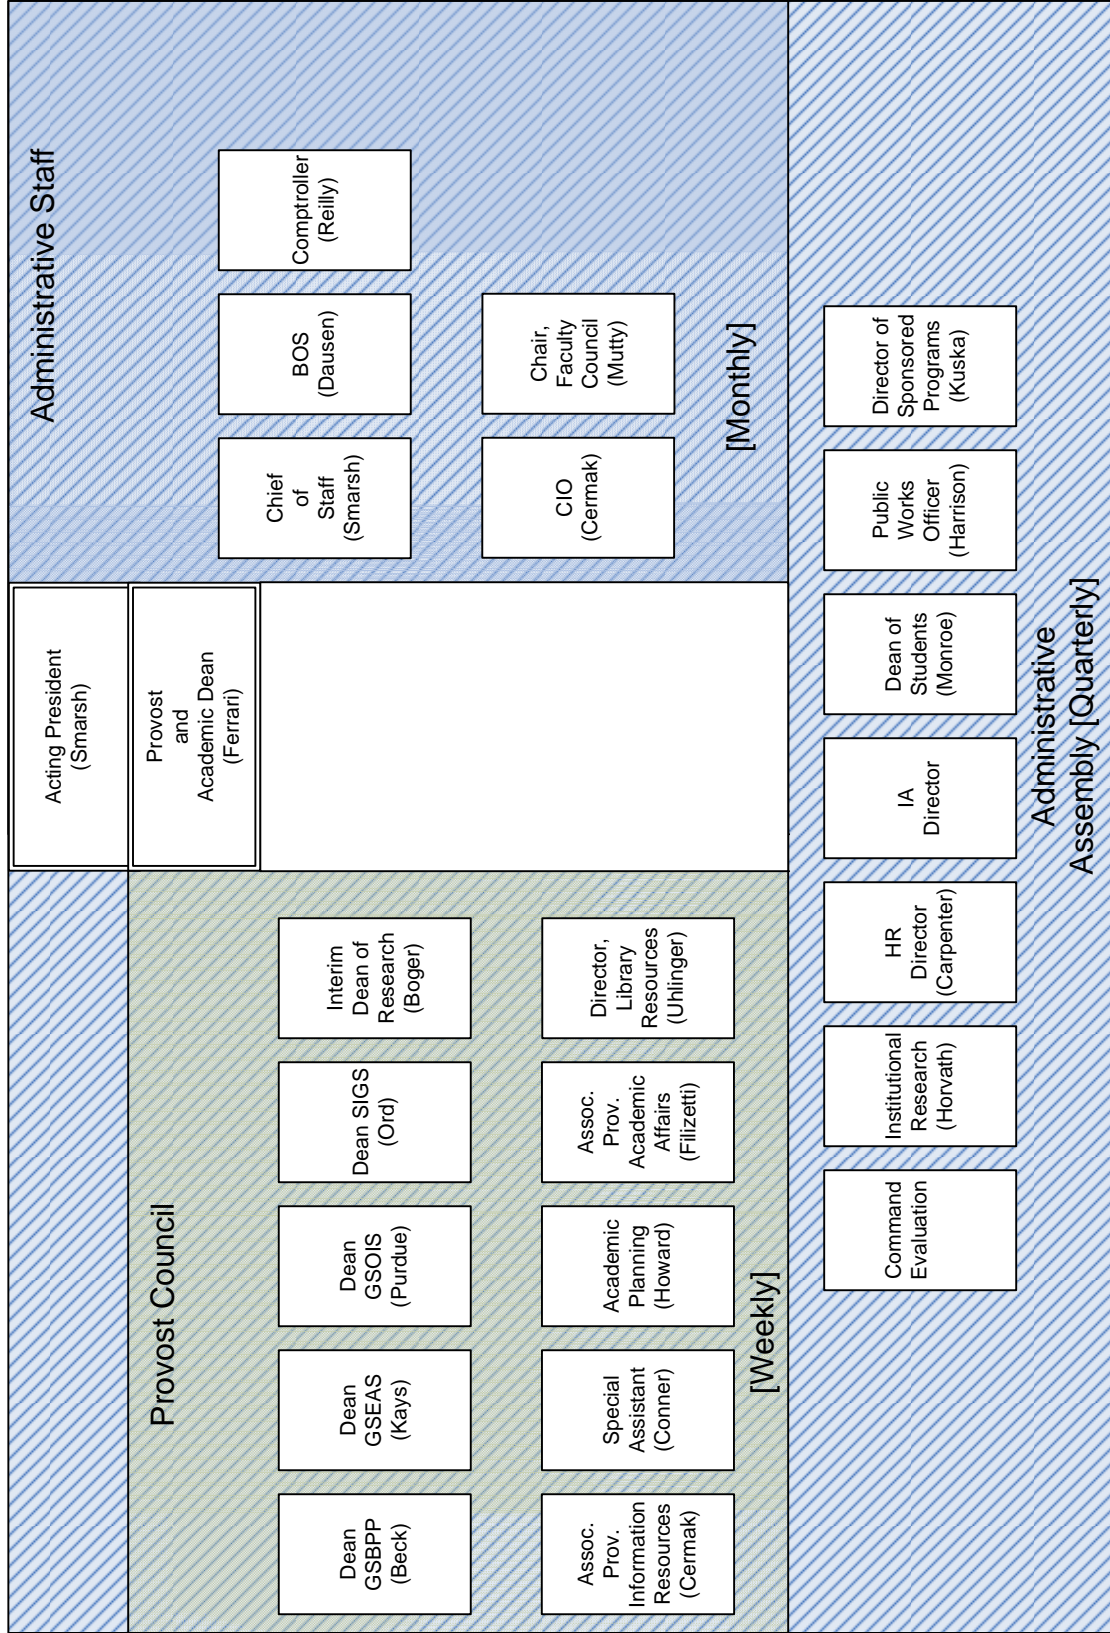 Acting President
(Smarsh)
Provost
and
Academic Dean
(Ferrari)
Provost Council
Dean
GSBPP
(Beck)
Dean
GSEAS
(Kays)
Dean
GSOIS
(Purdue)
Dean SIGS
(Ord)
Interim
Dean of
Research
(Boger)
Assoc.
Prov.
Information
Resources
(Cermak)
Special
Assistant
(Conner)
Academic
Planning
(Howard)
Assoc.
Prov.
Academic
Affairs
(Filizetti)
Director,
Library
Resources
(Uhlinger)
[Weekly]
Administrative Staff
Chief
of
Staff
(Smarsh)
BOS
(Dausen)
Comptroller
(Reilly)
CIO
(Cermak)
Chair,
Faculty
Council
(Mutty)
[Monthly]
Command
Evaluation
Institutional
Research
(Horvath)
HR
Director
(Carpenter)
IA
Director
Dean of
Students
(Monroe)
Public
Works
Officer
(Harrison)
Director of
Sponsored
Programs
(Kuska)
Administrative
Assembly [Quarterly]